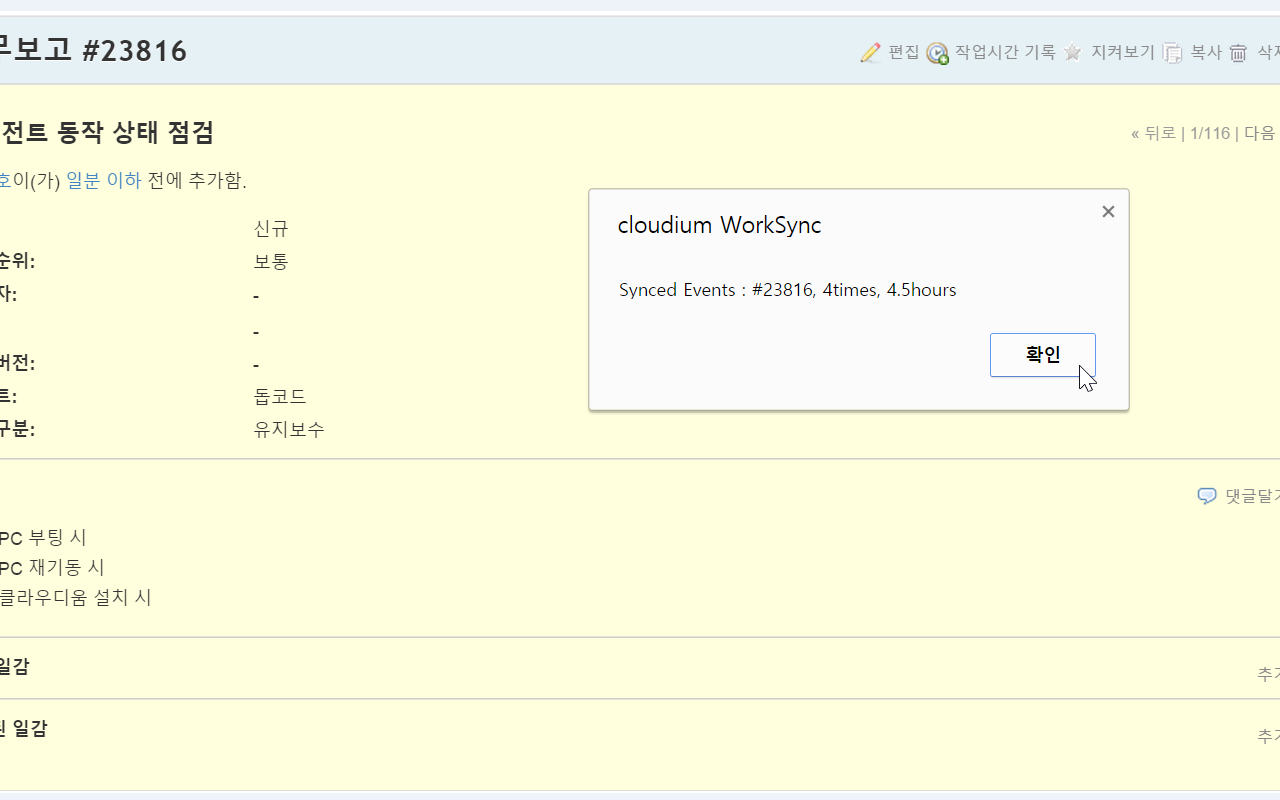 무보고 #23816
편집 작업시간 기록 지켜보기 복사
전트 동작 상태 점검
« 뒤로 | 1/116 | 다음
이(가) 일분 이하 전에 추가함.
cloudium WorkSync
신규
순위: 보통
자: -
Synced Events : #23816, 4times, 4.5hours
-
확인
버전: -
트: 돕코드
구분: 유지보수
댓글달기
PC 부팅 시
PC 재기동 시
클라우디움 설치 시
일감
추가
된 일감
추가